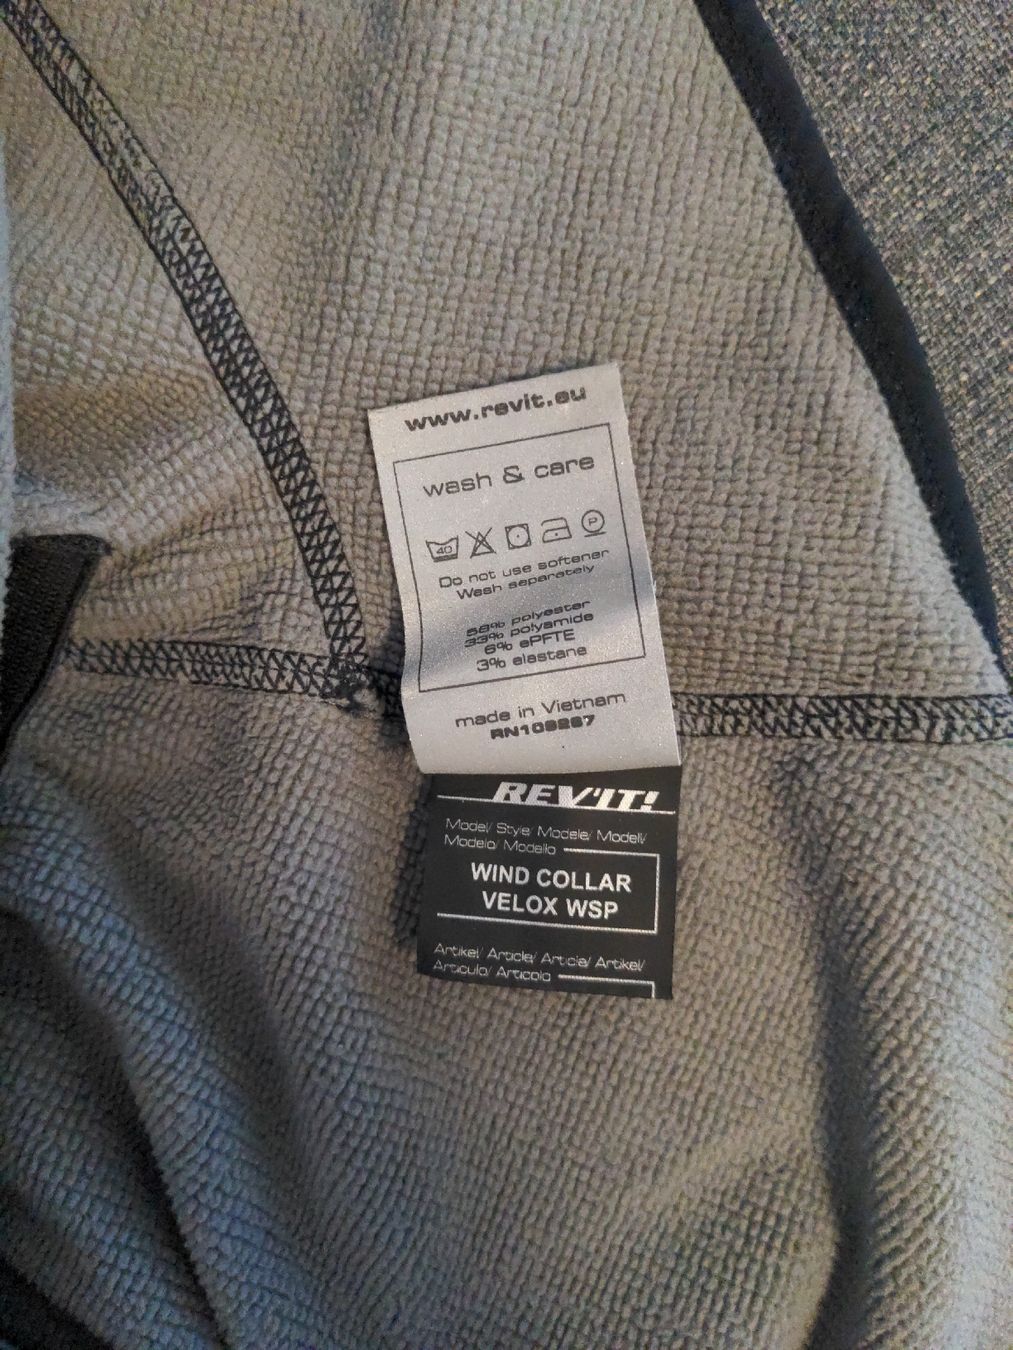 www.revit.eu
wash & care
40 P
Do not use softener
Wash separately
58% polyester
33% polyamide
6% ePFTE
3% elastane
made in Vietnam
RN103267
REV'IT!
Model/ Style Modele/ Modell/
Modelo/ Modello
WIND COLLAR
VELOX WSP
Artikel/ Article/ Article/ Artikel/
Articulo/ Articolo